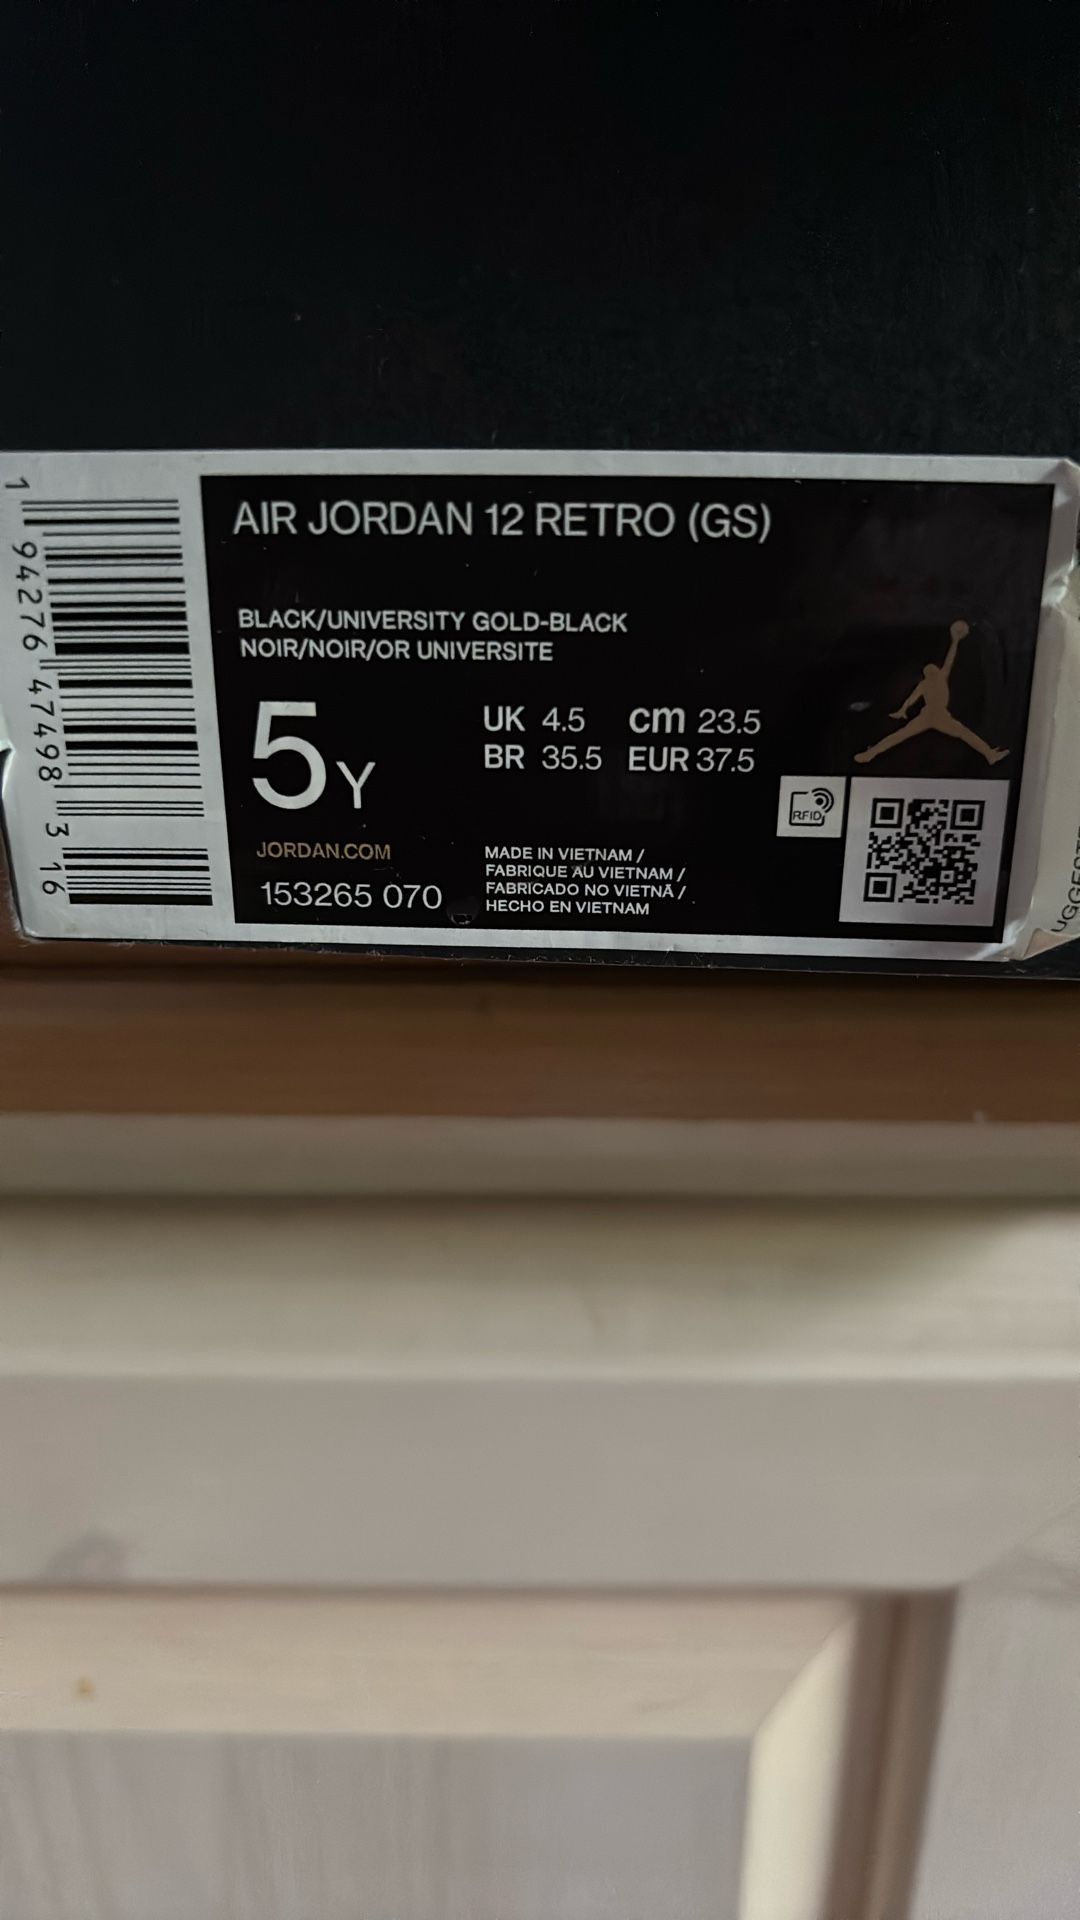 AIR JORDAN 12 RETRO (GS)
BLACK/UNIVERSITY GOLD-BLACK
NOIR/NOIR/OR UNIVERSITE
5Y
UK 4.5 cm 23.5
BR 35.5 EUR 37.5
RFID
JORDAN.COM
153265 070
MADE IN VIETNAM /
FABRIQUE AU VIETNAM /
FABRICADO NO VIETNÃ /
HECHO EN VIETNAM
1 94276 47498 3 16